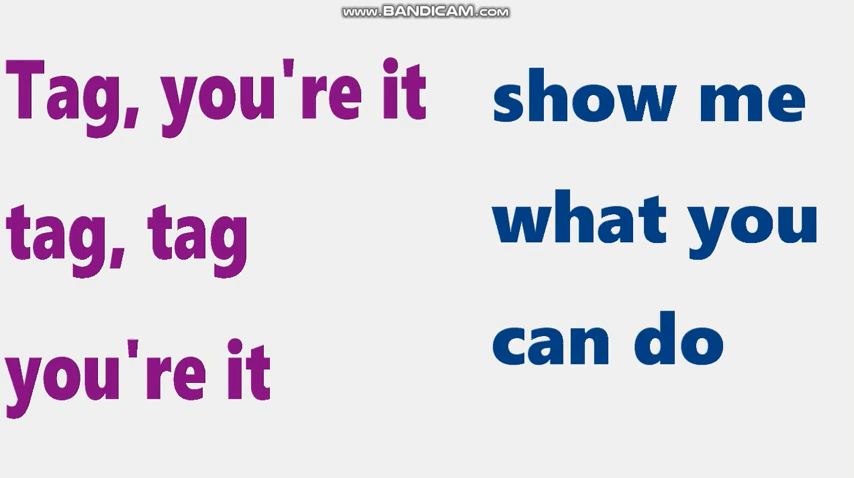 www.BANDICAM.com
Tag, you're it
tag, tag
you're it
show me
what you
can do